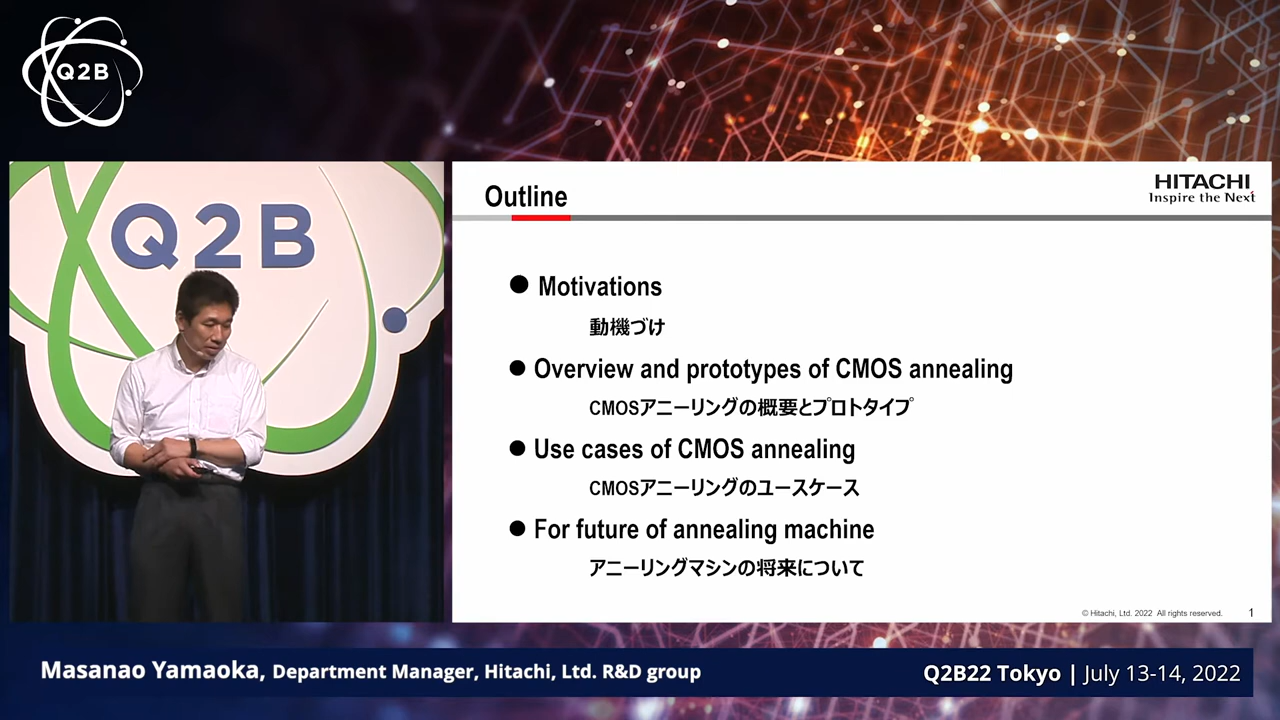 Q2B
Q2B
Outline
HITACHI
Inspire the Next
● Motivations
動機づけ
● Overview and prototypes of CMOS annealing
CMOSアニーリングの概要とプロトタイプ
● Use cases of CMOS annealing
CMOSアニーリングのユースケース
● For future of annealing machine
アニーリングマシンの将来について
© Hitachi, Ltd. 2022 All rights reserved.
1
Masanao Yamaoka, Department Manager, Hitachi, Ltd. R&D group
Q2B22 Tokyo | July 13-14, 2022